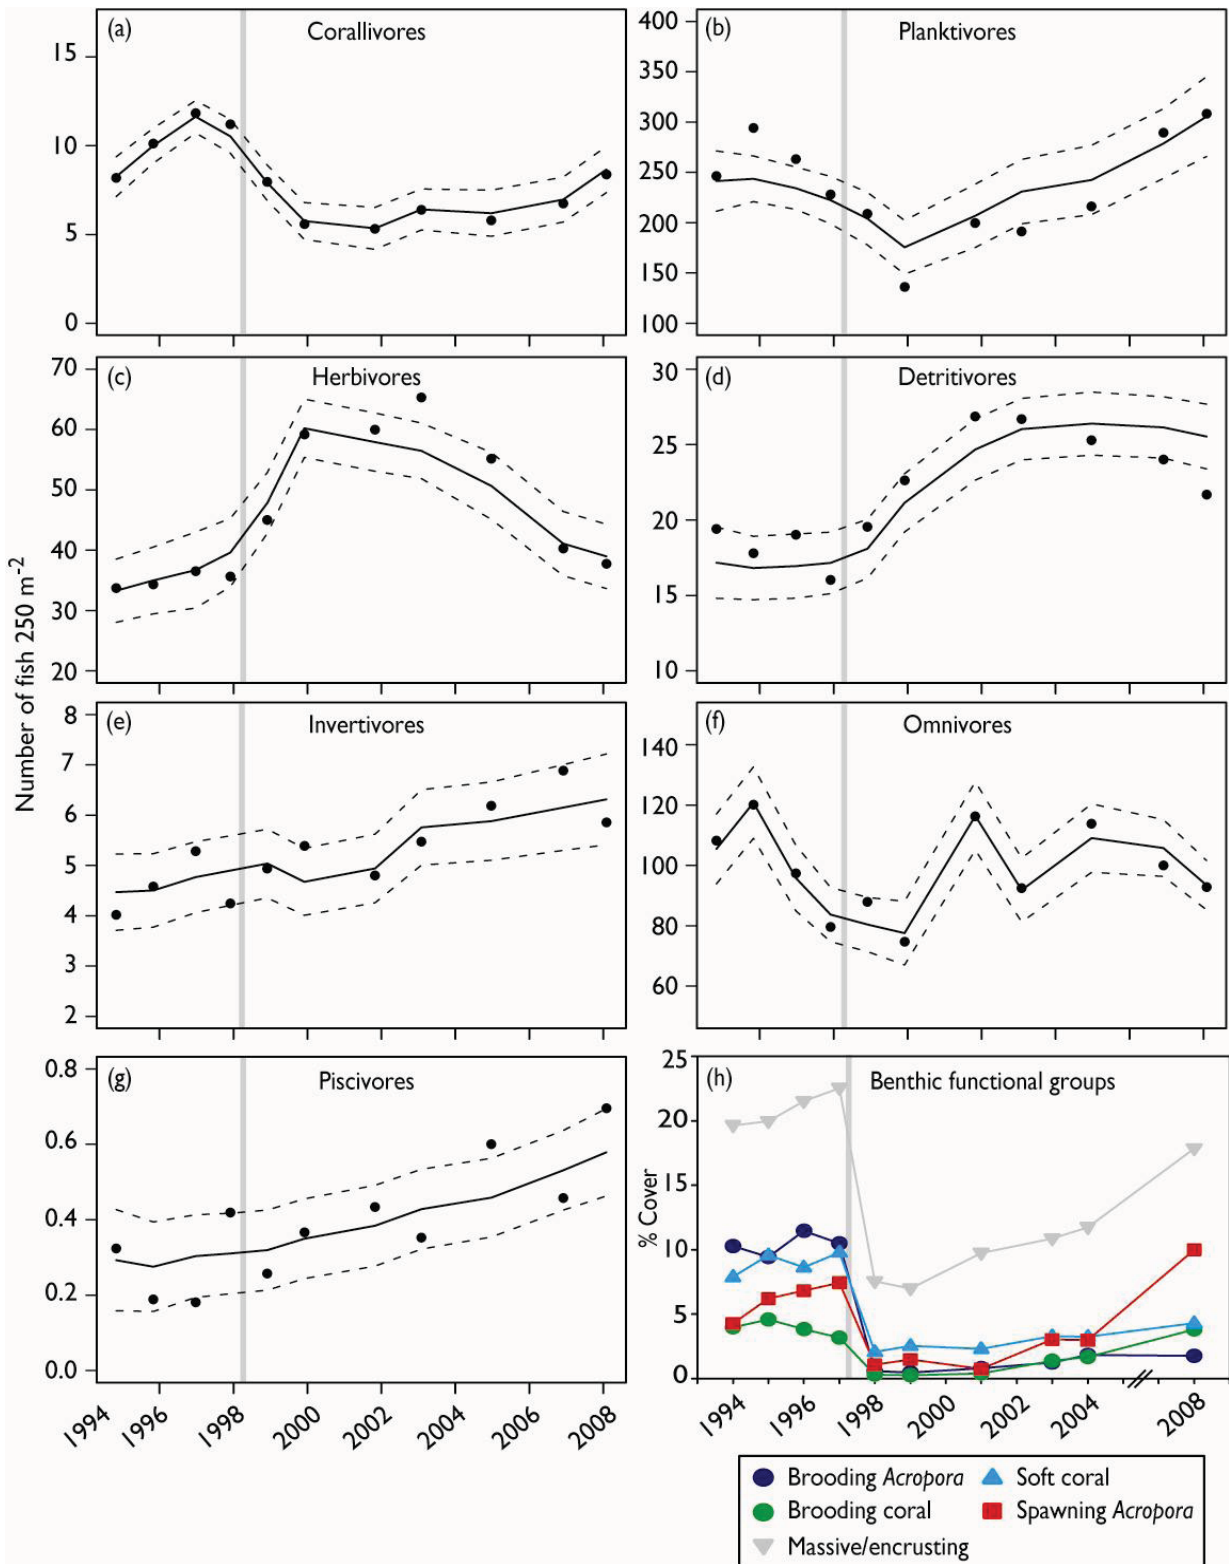 (a)
Corallivores
15
10
5
0
(b)
Planktivores
400
350
300
250
200
150
100
(c)
Herbivores
70
60
50
40
30
20
(d)
Detritivores
30
25
20
15
10
Number of fish 250 m-2
(e)
Invertivores
8
7
6
5
4
3
2
(f)
Omnivores
140
120
100
80
60
(g)
Piscivores
0.8
0.6
0.4
0.2
0.0
1994
1996
1998
2000
2002
2004
2006
2008
(h)
Benthic functional groups
% Cover
25
20
15
10
5
0
1994
1996
1998
2000
2002
2004
2008
Brooding Acropora
Soft coral
Brooding coral
Spawning Acropora
Massive/encrusting